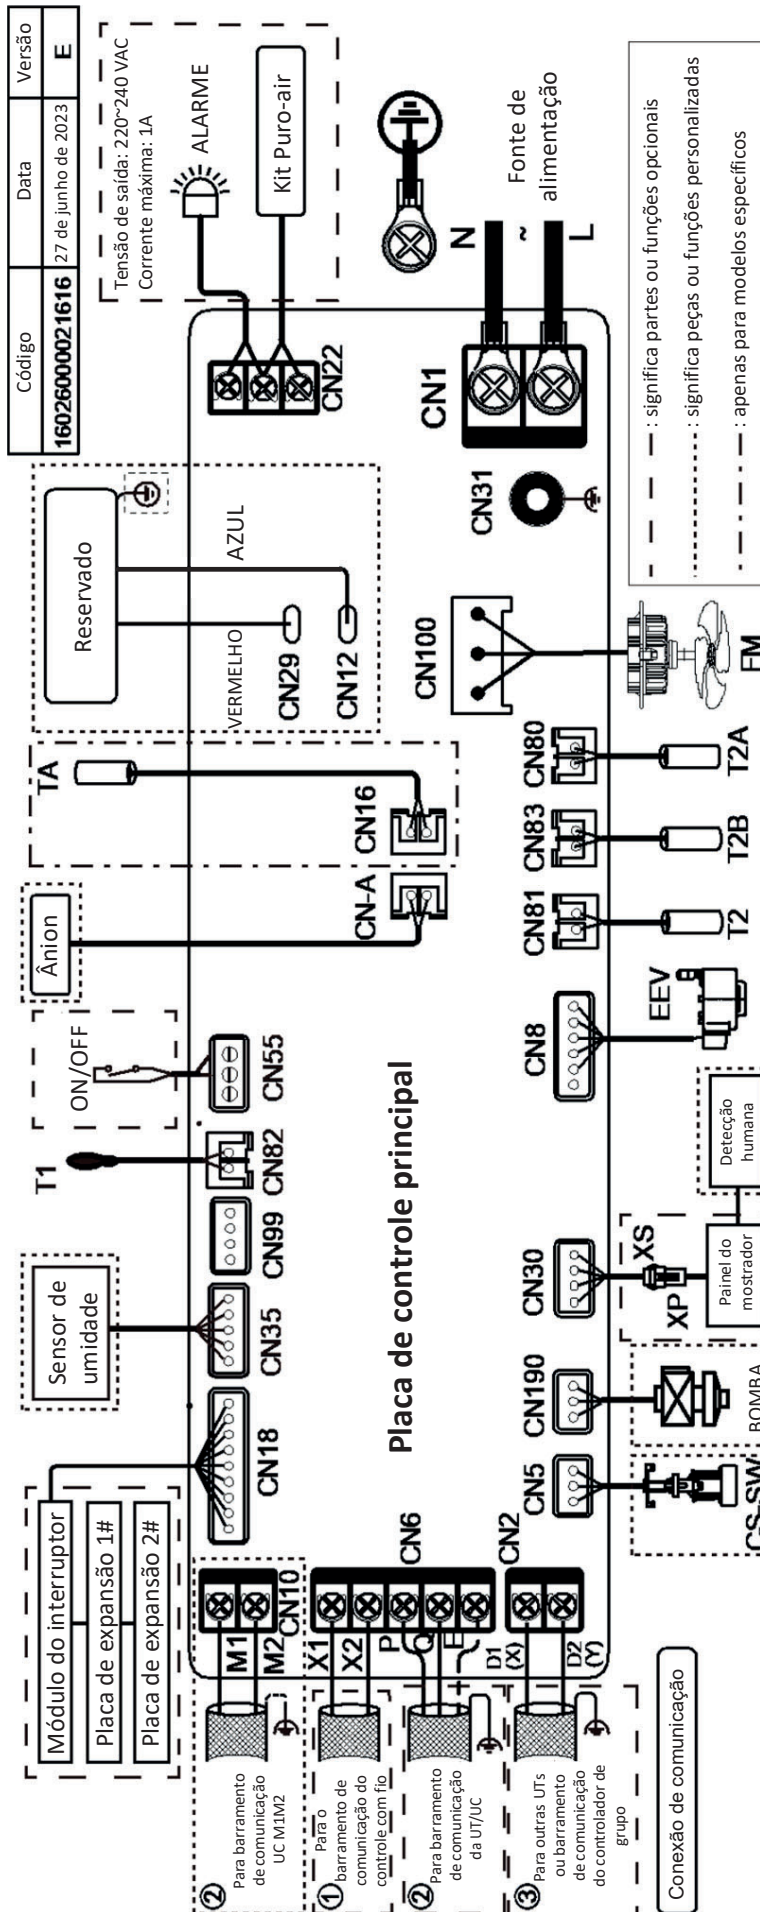 Código
Data
Versão
16026000021616
27 de junho de 2023
E
Tensão de saída: 220~240 VAC
Corrente máxima: 1A
ALARME
Kit Puro-air
CN22
N
~
L
Fonte de
alimentação
CN1
CN31
: significa partes ou funções opcionais
: significa peças ou funções personalizadas
: apenas para modelos específicos
Reservado
AZUL
VERMELHO
CN29
CN12
CN100
FM
TA
CN16
CN-A
Ânion
CN80
T2A
CN83
T2B
CN81
T2
ON/OFF
CN55
T1
CN82
CN99
CN8
EEV
Sensor de
umidade
CN35
CN18
Placa de controle principal
CN30
XS
XP
Painel do
mostrador
Detecção
humana
CN190
BOMBA
CN5
CS-SW
Módulo do interruptor
Placa de expansão 1#
Placa de expansão 2#
M1
M2
CN10
X1
X2
P
Q
E
CN6
D1
(X)
D2
(Y)
CN2
2
Para barramento
de comunicação
UC M1M2
1
Para o
barramento de
comunicação do
controle com fio
2
Para barramento
de comunicação
da UT/UC
3
Para outras UTs
ou barramento
de comunicação
do controlador de
grupo
Conexão de comunicação